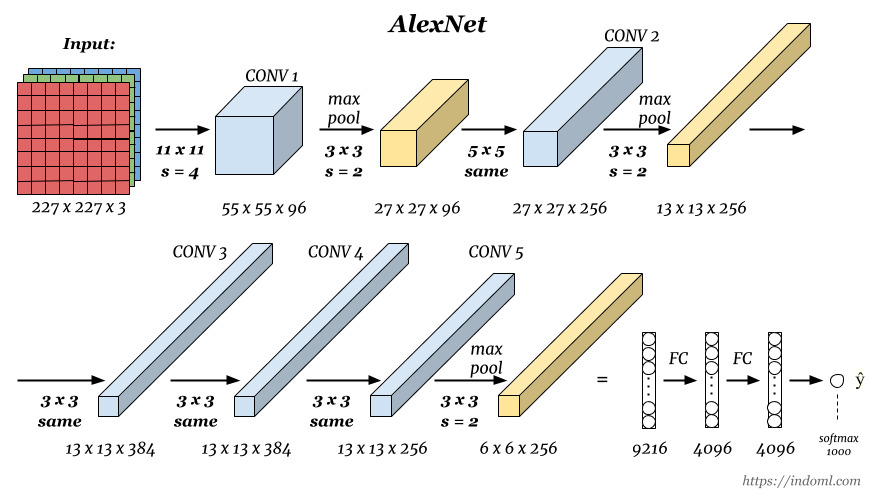 AlexNet
Input:
CONV 1
CONV 2
max
pool
max
pool
11 x 11
s = 4
3 x 3
s = 2
5 x 5
same
3 x 3
s = 2
227 x 227 x 3
55 x 55 x 96
27 x 27 x 96
27 x 27 x 256
13 x 13 x 256
CONV 3
CONV 4
CONV 5
max
pool
=
FC
FC
ŷ
3 x 3
same
3 x 3
same
3 x 3
same
3 x 3
s = 2
13 x 13 x 384
13 x 13 x 384
13 x 13 x 256
6 x 6 x 256
9216
4096
4096
softmax
1000
https://indoml.com